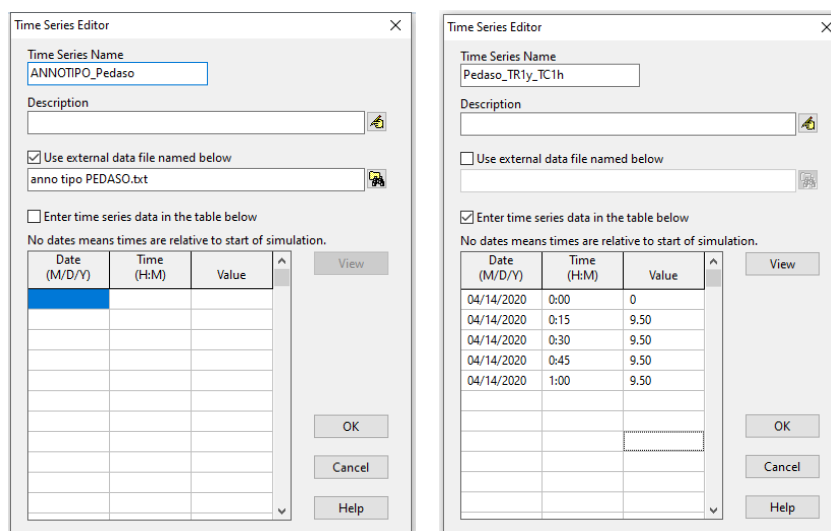 Time Series Editor
Time Series Name
ANNOTIPO_Pedaso
Description
Use external data file named below
anno tipo PEDASO.txt
Enter time series data in the table below
No dates means times are relative to start of simulation.
Date (M/D/Y) Time (H:M) Value
View
OK
Cancel
Help
Time Series Editor
Time Series Name
Pedaso_TR1y_TC1h
Description
Use external data file named below
Enter time series data in the table below
No dates means times are relative to start of simulation.
Date (M/D/Y) Time (H:M) Value
View
04/14/2020 0:00 0
04/14/2020 0:15 9.50
04/14/2020 0:30 9.50
04/14/2020 0:45 9.50
04/14/2020 1:00 9.50
OK
Cancel
Help